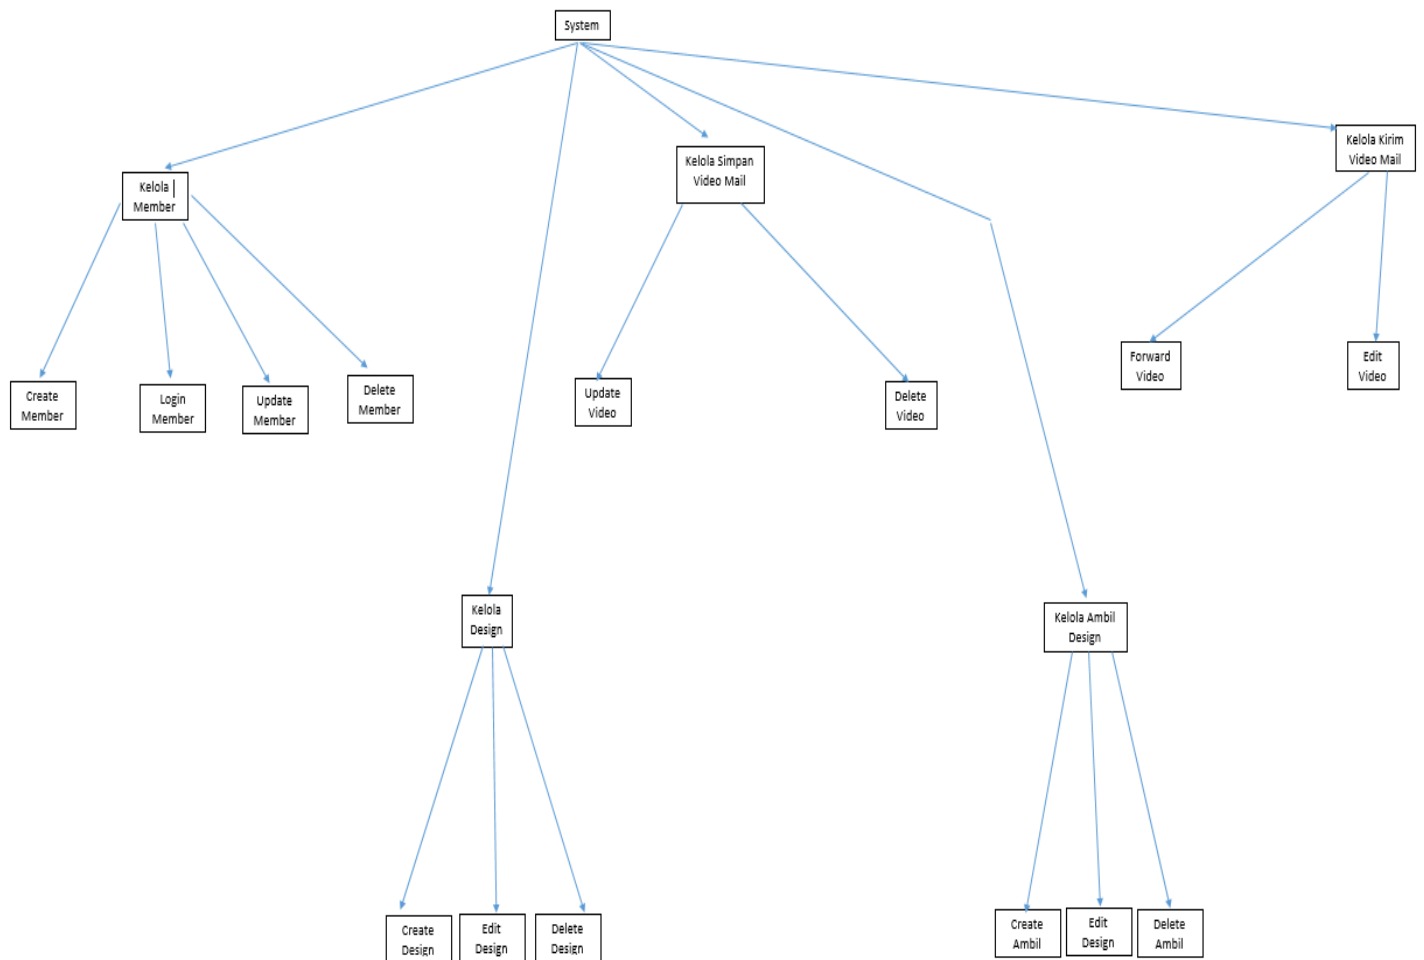 System
Kelola Kirim
Video Mail
Kelola Simpan
Video Mail
Kelola
Member
Forward
Video
Edit
Video
Create
Member
Login
Member
Update
Member
Delete
Member
Update
Video
Delete
Video
Kelola
Design
Kelola Ambil
Design
Create
Design
Edit
Design
Delete
Design
Create
Ambil
Edit
Design
Delete
Ambil